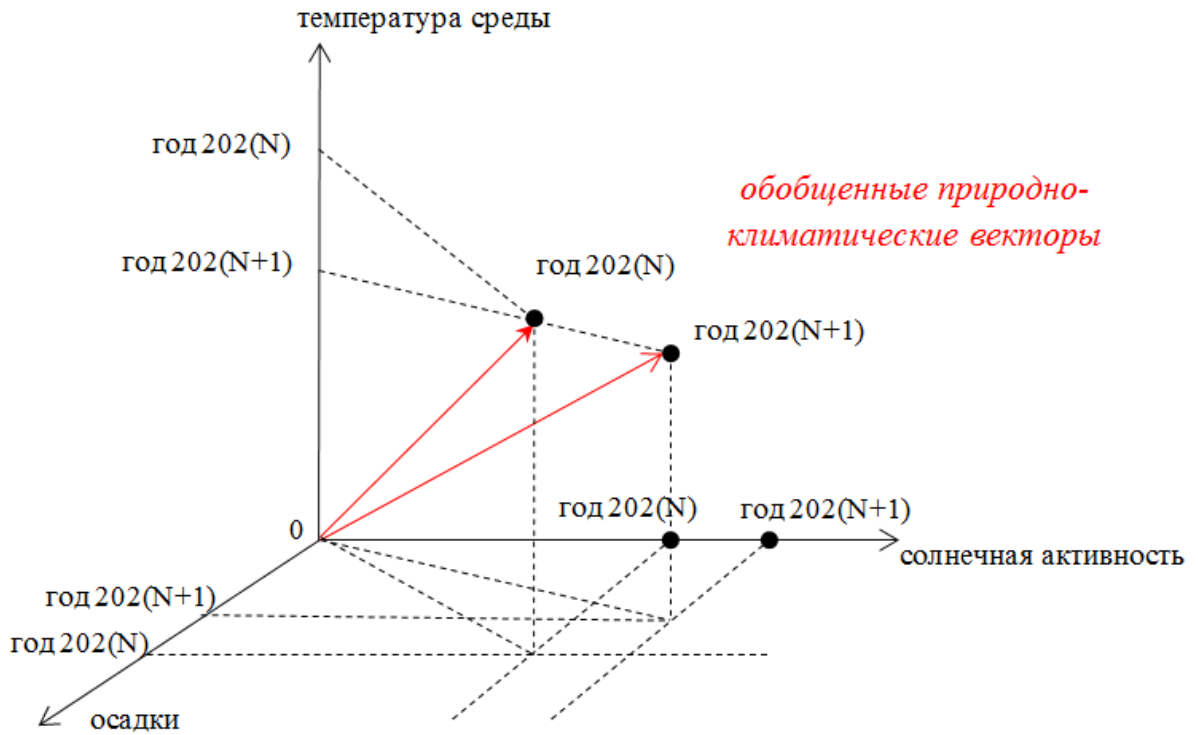 температура среды
год 202(N)
обобщенные природно-
климатические векторы
год 202(N+1)
год 202(N)
год 202(N+1)
год 202(N)
год 202(N+1)
0
солнечная активность
год 202(N+1)
год 202(N)
осадки